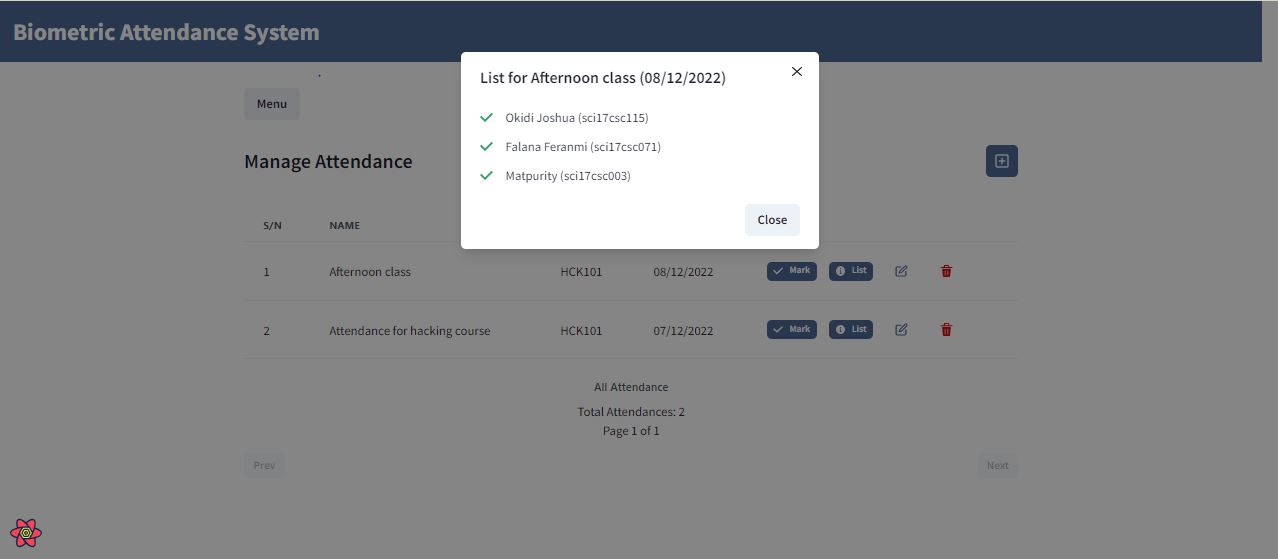 Biometric Attendance System
List for Afternoon class (08/12/2022)
Okidi Joshua (sci17csc115)
Falana Feranmi (sci17csc071)
Matpurity (sci17csc003)
Close
Menu
Manage Attendance
S/N NAME
1 Afternoon class HCK101 08/12/2022 Mark List
2 Attendance for hacking course HCK101 07/12/2022 Mark List
All Attendance
Total Attendances: 2
Page 1 of 1
Prev Next